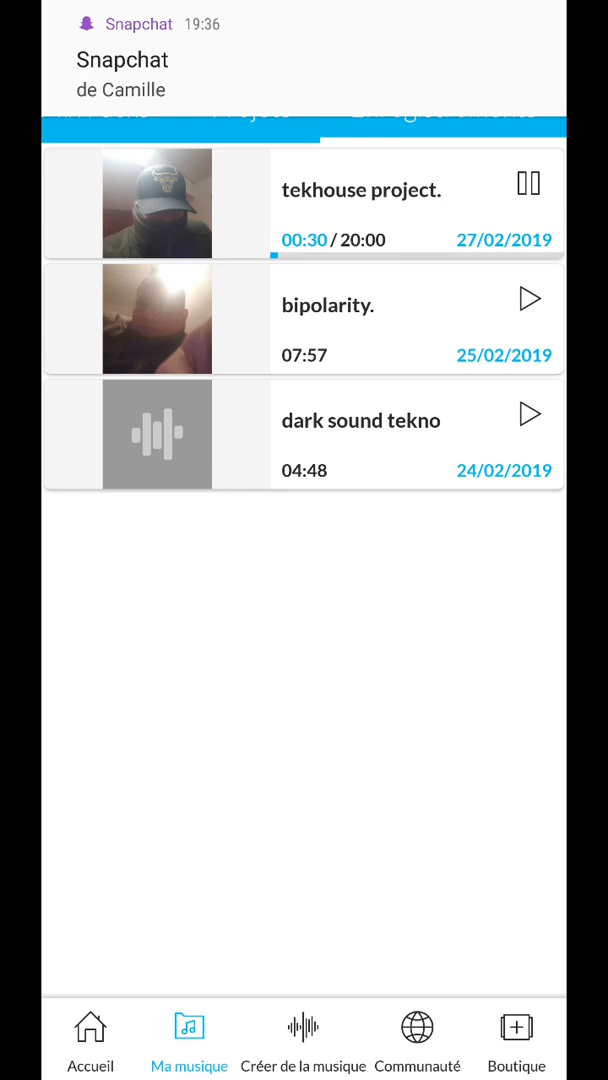 Snapchat 19:36
Snapchat
de Camille
tekhouse project.
00:30 / 20:00 27/02/2019
bipolarity.
07:57 25/02/2019
dark sound tekno
04:48 24/02/2019
Accueil Ma musique Créer de la musique Communauté Boutique